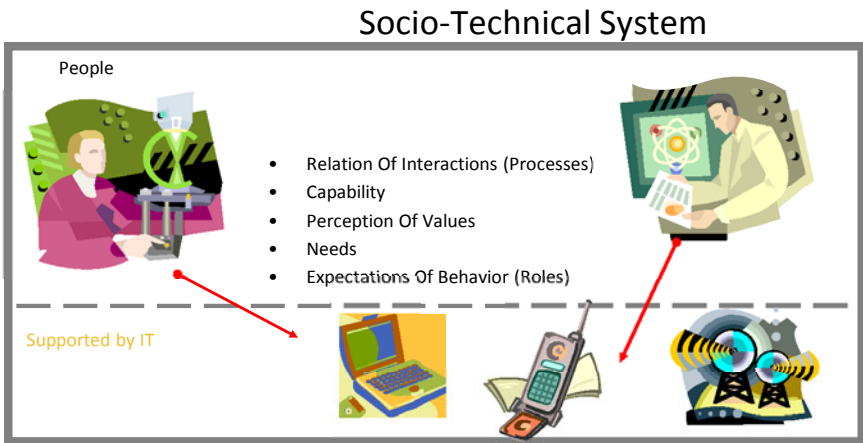 Socio-Technical System
People
• Relation Of Interactions (Processes)
• Capability
• Perception Of Values
• Needs
• Expectations Of Behavior (Roles)
Supported by IT
C
C